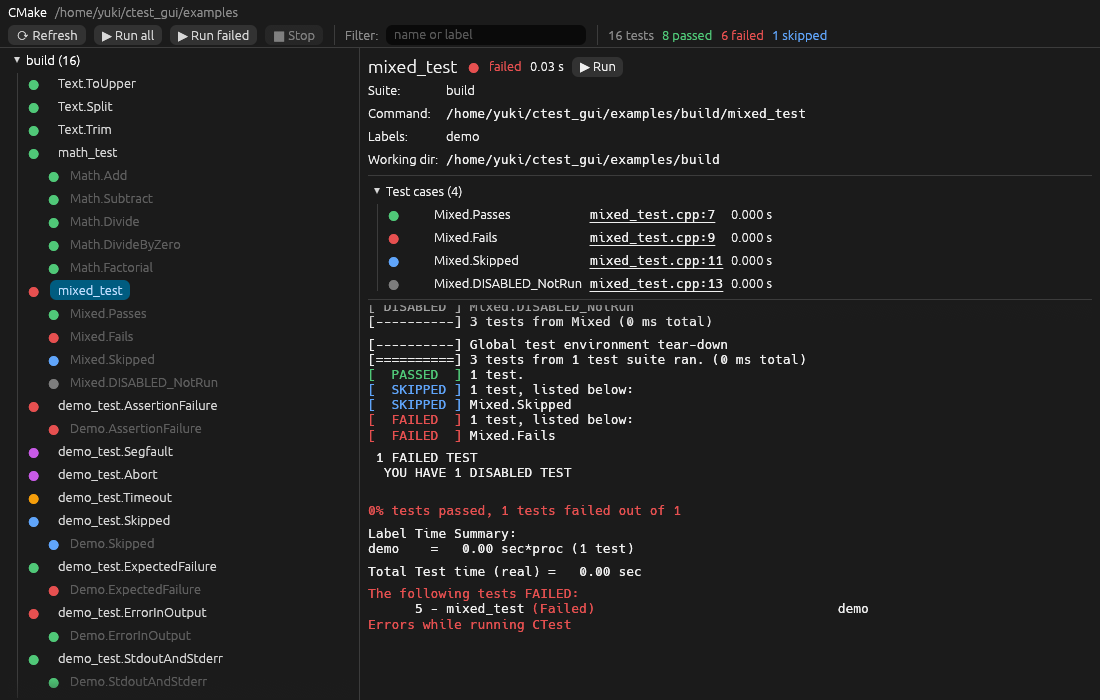 CMake /home/yuki/ctest_gui/examples
⟳ Refresh ▶ Run all ▶ Run failed ■ Stop Filter: name or label 16 tests 8 passed 6 failed 1 skipped
▼ build (16)
Text.ToUpper
Text.Split
Text.Trim
math_test
Math.Add
Math.Subtract
Math.Divide
Math.DivideByZero
Math.Factorial
mixed_test
Mixed.Passes
Mixed.Fails
Mixed.Skipped
Mixed.DISABLED_NotRun
demo_test.AssertionFailure
Demo.AssertionFailure
demo_test.Segfault
demo_test.Abort
demo_test.Timeout
demo_test.Skipped
Demo.Skipped
demo_test.ExpectedFailure
Demo.ExpectedFailure
demo_test.ErrorInOutput
Demo.ErrorInOutput
demo_test.StdoutAndStderr
Demo.StdoutAndStderr
mixed_test failed 0.03 s ▶ Run
Suite: build
Command: /home/yuki/ctest_gui/examples/build/mixed_test
Labels: demo
Working dir: /home/yuki/ctest_gui/examples/build
▼ Test cases (4)
Mixed.Passes mixed_test.cpp:7 0.000 s
Mixed.Fails mixed_test.cpp:9 0.000 s
Mixed.Skipped mixed_test.cpp:11 0.000 s
Mixed.DISABLED_NotRun mixed_test.cpp:13 0.000 s
[ DISABLED ] Mixed.DISABLED_NotRun
[----------] 3 tests from Mixed (0 ms total)
[----------] Global test environment tear-down
[==========] 3 tests from 1 test suite ran. (0 ms total)
[  PASSED  ] 1 test.
[  SKIPPED ] 1 test, listed below:
[  SKIPPED ] Mixed.Skipped
[  FAILED  ] 1 test, listed below:
[  FAILED  ] Mixed.Fails
1 FAILED TEST
YOU HAVE 1 DISABLED TEST
0% tests passed, 1 tests failed out of 1
Label Time Summary:
demo    =   0.00 sec*proc (1 test)
Total Test time (real) =   0.00 sec
The following tests FAILED:
5 - mixed_test (Failed) demo
Errors while running CTest